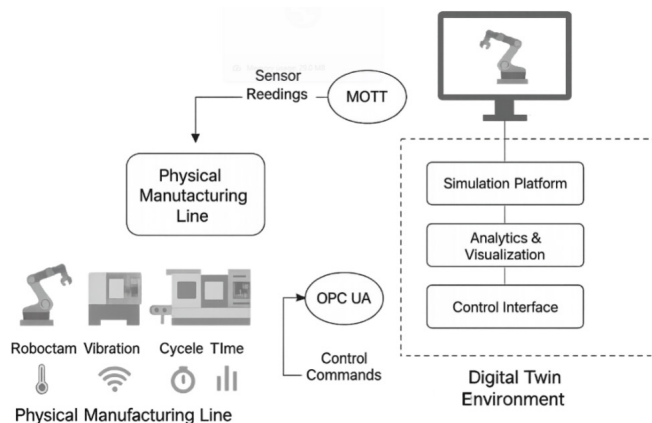 Sensor
Reedings
MOTT
Physical
Manutacturing
Line
Simulation Platform
Analytics &
Visualization
Control Interface
OPC UA
Roboctam Vibration Cycele TIme
Control
Commands
Digital Twin
Environment
Physical Manufacturing Line